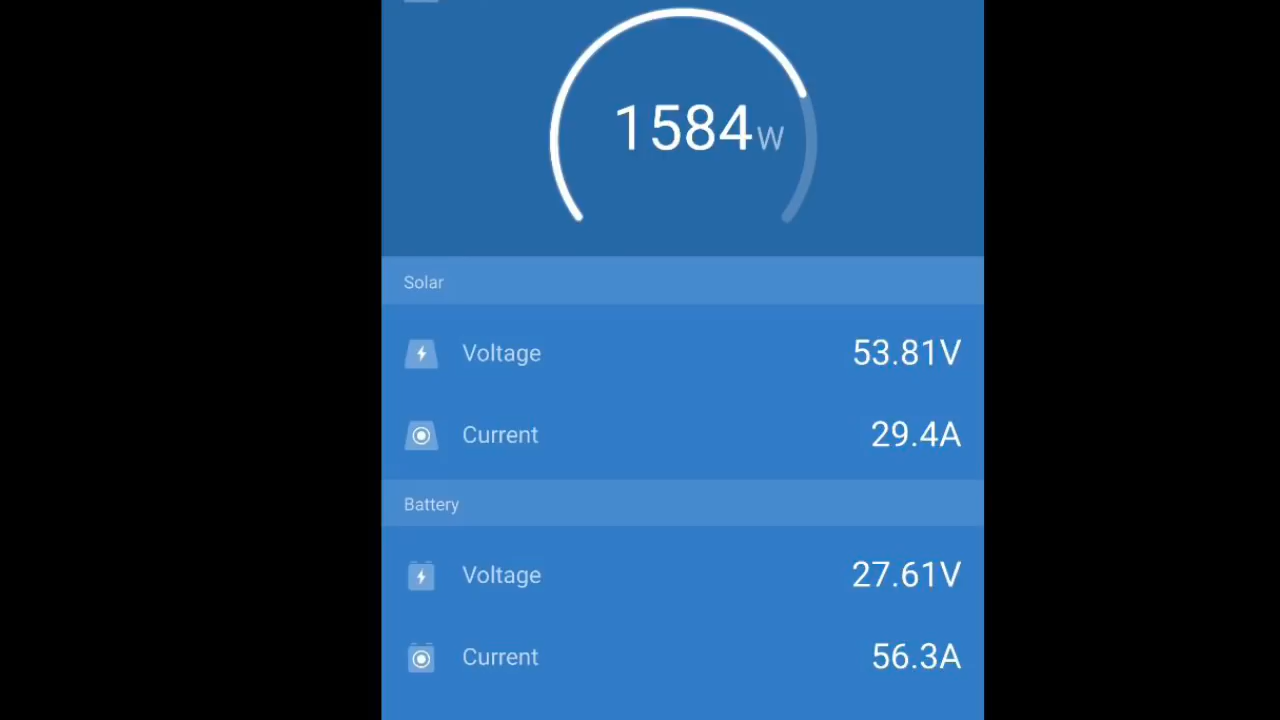 1584W
Solar
Voltage 53.81V
Current 29.4A
Battery
Voltage 27.61V
Current 56.3A